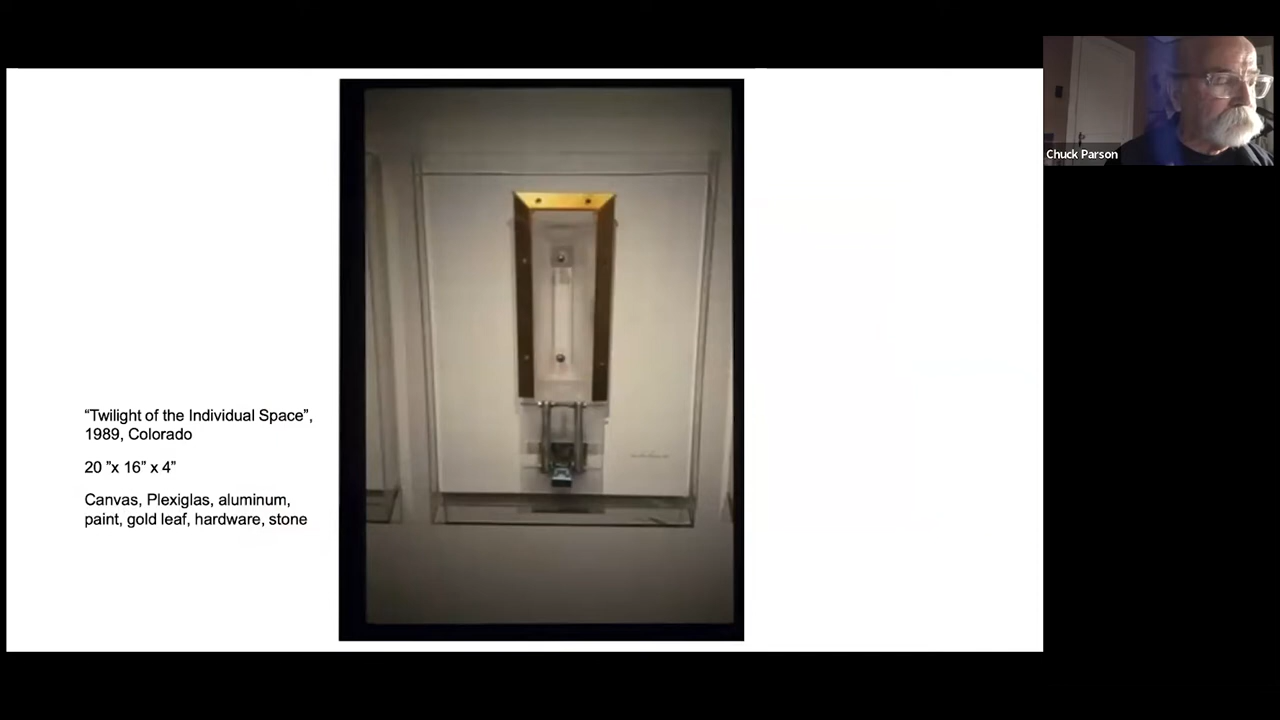 Chuck Parson
“Twilight of the Individual Space”,
1989, Colorado
20 ”x 16” x 4”
Canvas, Plexiglas, aluminum,
paint, gold leaf, hardware, stone